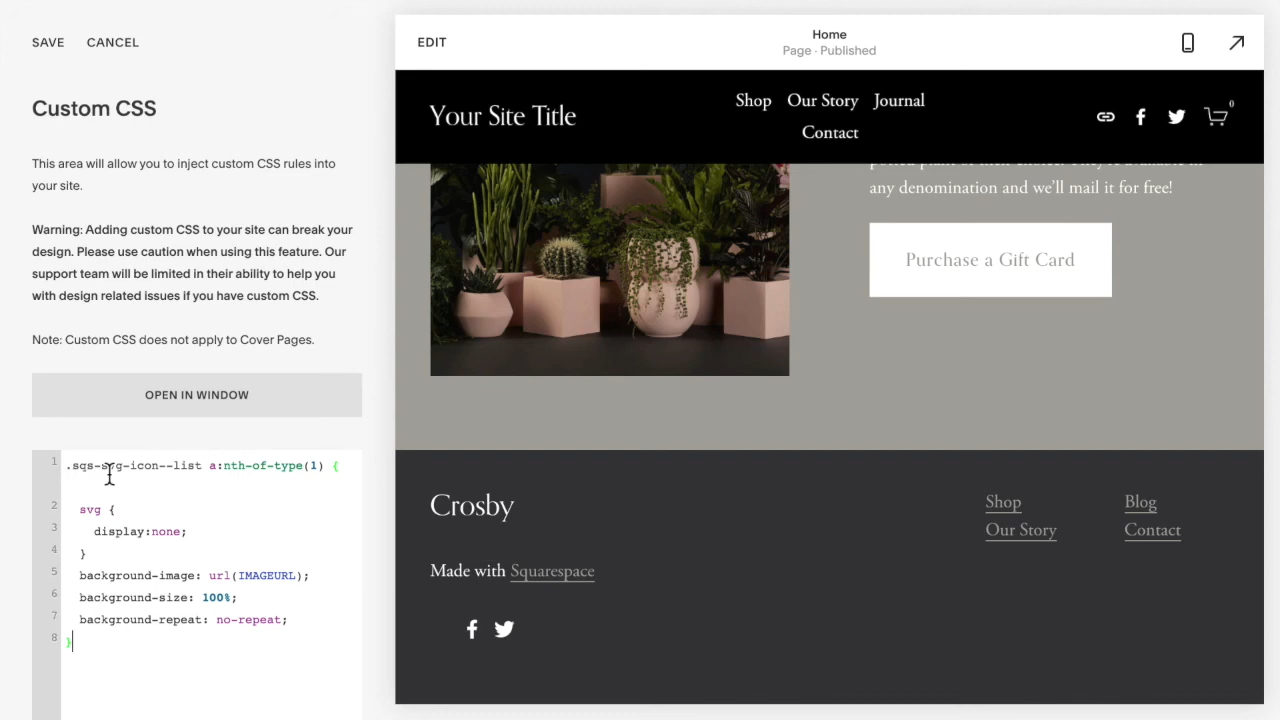 SAVE CANCEL
Custom CSS
This area will allow you to inject custom CSS rules into
your site.
Warning: Adding custom CSS to your site can break your
design. Please use caution when using this feature. Our
support team will be limited in their ability to help you
with design related issues if you have custom CSS.
Note: Custom CSS does not apply to Cover Pages.
OPEN IN WINDOW
1 .sqs-svg-icon--list a:nth-of-type(1) {
2 svg {
3 display:none;
4 }
5 background-image: url(IMAGEURL);
6 background-size: 100%;
7 background-repeat: no-repeat;
8 }
EDIT
Home
Page · Published
Your Site Title
Shop Our Story Journal
Contact
0
any denomination and we'll mail it for free!
Purchase a Gift Card
Crosby
Made with Squarespace
Shop
Our Story
Blog
Contact